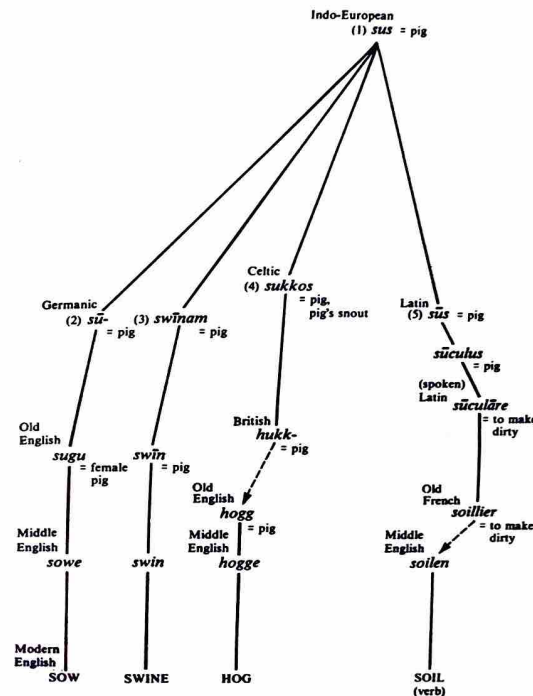 Indo-European
(1) sus = pig
Celtic
(4) sukkos
= pig,
pig's snout
Germanic
(2) sū-
= pig
(3) swīnam
= pig
Latin
(5) sūs
= pig
sūculus
= pig
(spoken)
Latin
sūculāre
= to make
dirty
British
hukk-
= pig
Old
English
sugu
= female
pig
swīn
= pig
Old
English
hogg
= pig
Old
French
soillier
= to make
dirty
Middle
English
sowe
swin
Middle
English
hogge
Middle
English
soilen
Modern
English
SOW
SWINE
HOG
SOIL
(verb)